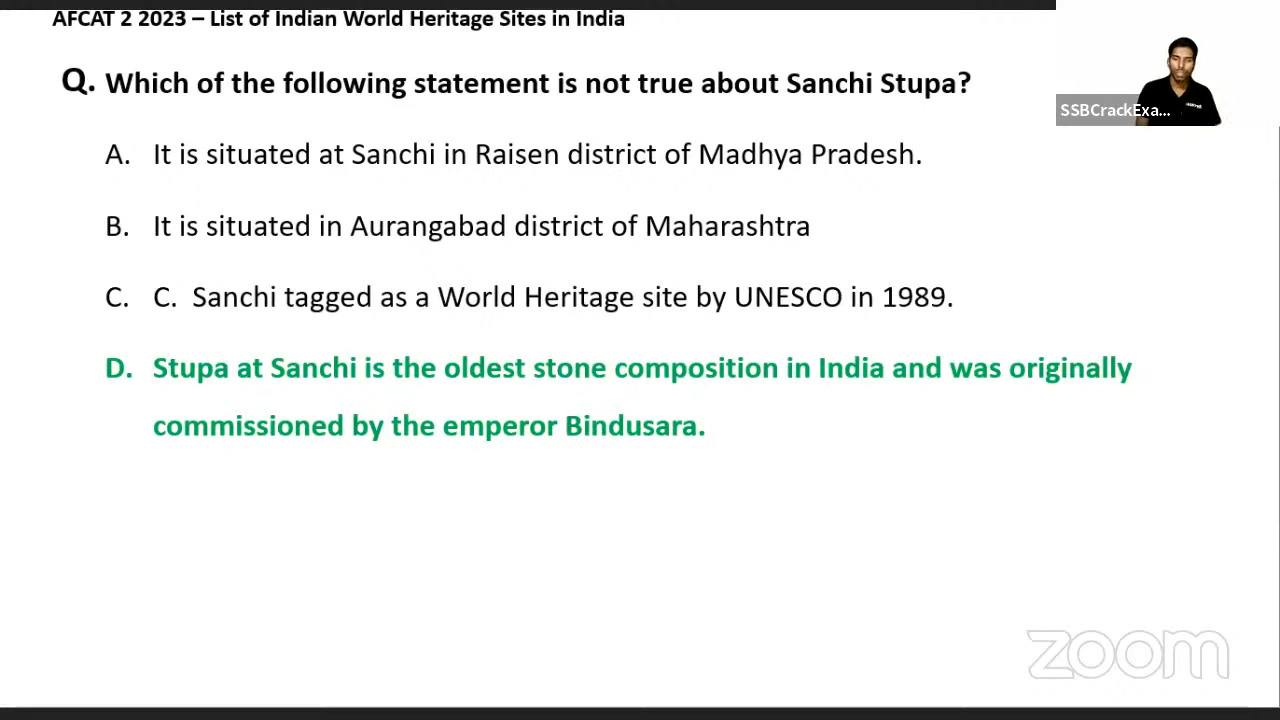 AFCAT 2 2023 – List of Indian World Heritage Sites in India
Q. Which of the following statement is not true about Sanchi Stupa?
SSBCrackExa...
A. It is situated at Sanchi in Raisen district of Madhya Pradesh.
B. It is situated in Aurangabad district of Maharashtra
C. C. Sanchi tagged as a World Heritage site by UNESCO in 1989.
D. Stupa at Sanchi is the oldest stone composition in India and was originally
commissioned by the emperor Bindusara.
zoom